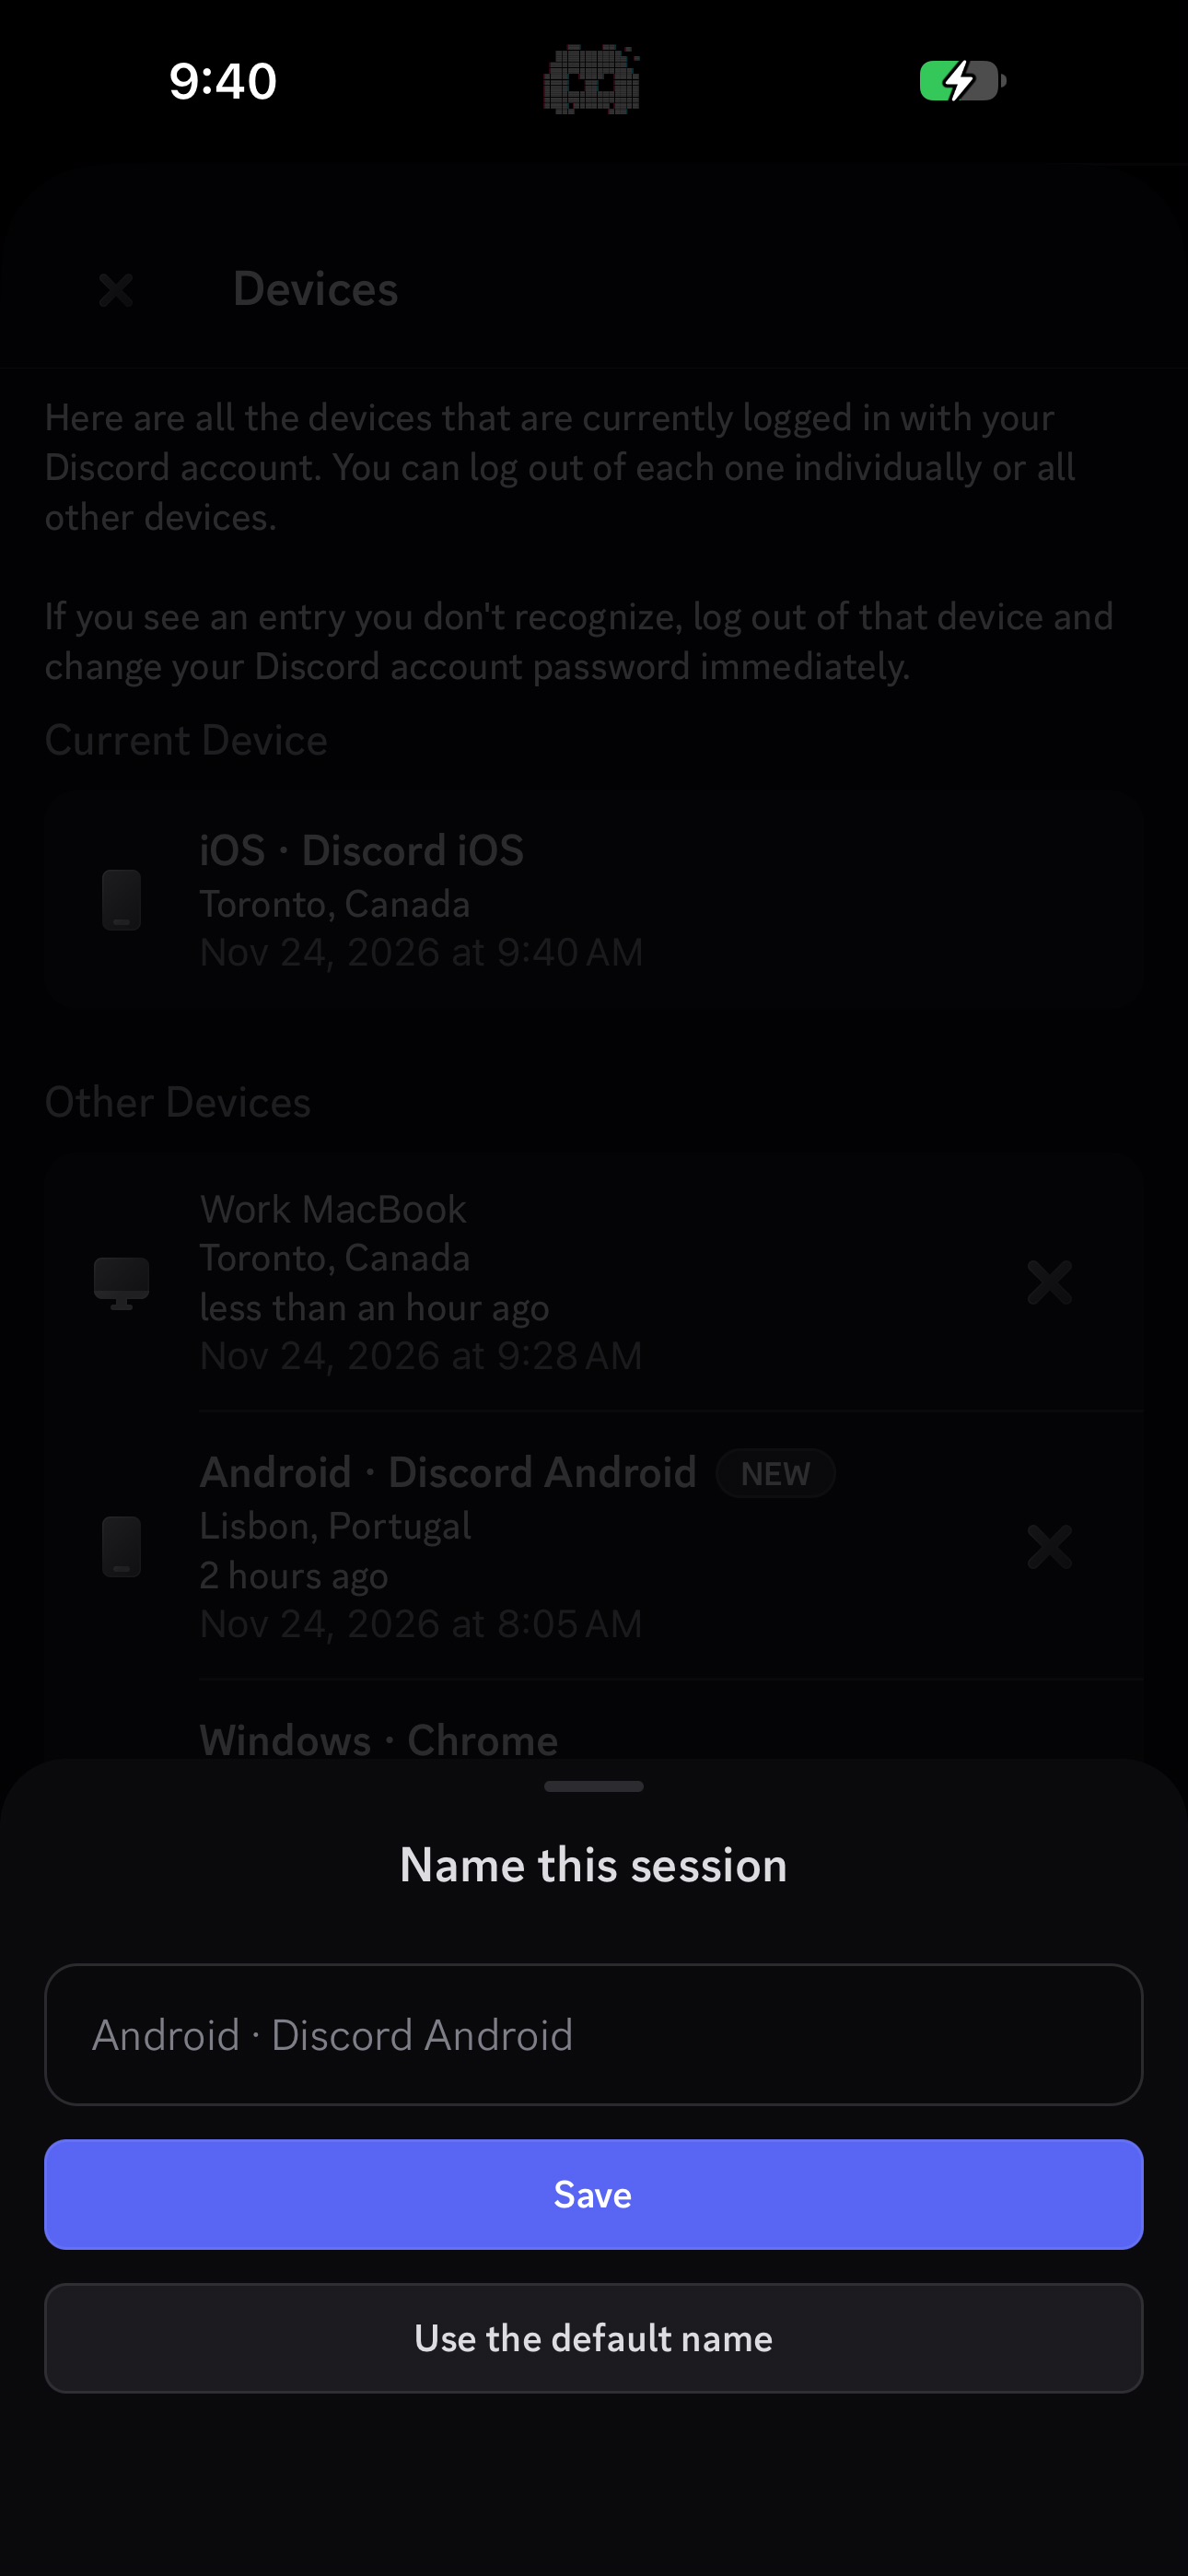 9:40
Devices
Here are all the devices that are currently logged in with your
Discord account. You can log out of each one individually or all
other devices.
If you see an entry you don't recognize, log out of that device and
change your Discord account password immediately.
Current Device
iOS · Discord iOS
Toronto, Canada
Nov 24, 2026 at 9:40 AM
Other Devices
Work MacBook
Toronto, Canada
less than an hour ago
Nov 24, 2026 at 9:28 AM
Android · Discord Android NEW
Lisbon, Portugal
2 hours ago
Nov 24, 2026 at 8:05 AM
Windows · Chrome
Name this session
Android · Discord Android
Save
Use the default name